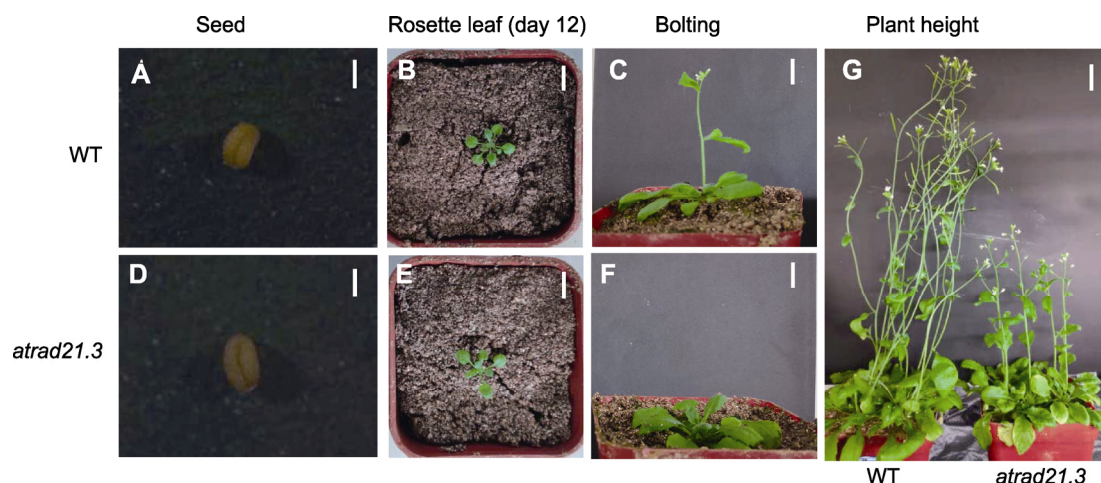 Seed Rosette leaf (day 12) Bolting Plant height
A B C G
WT
D E F
atrad21.3
WT atrad21.3